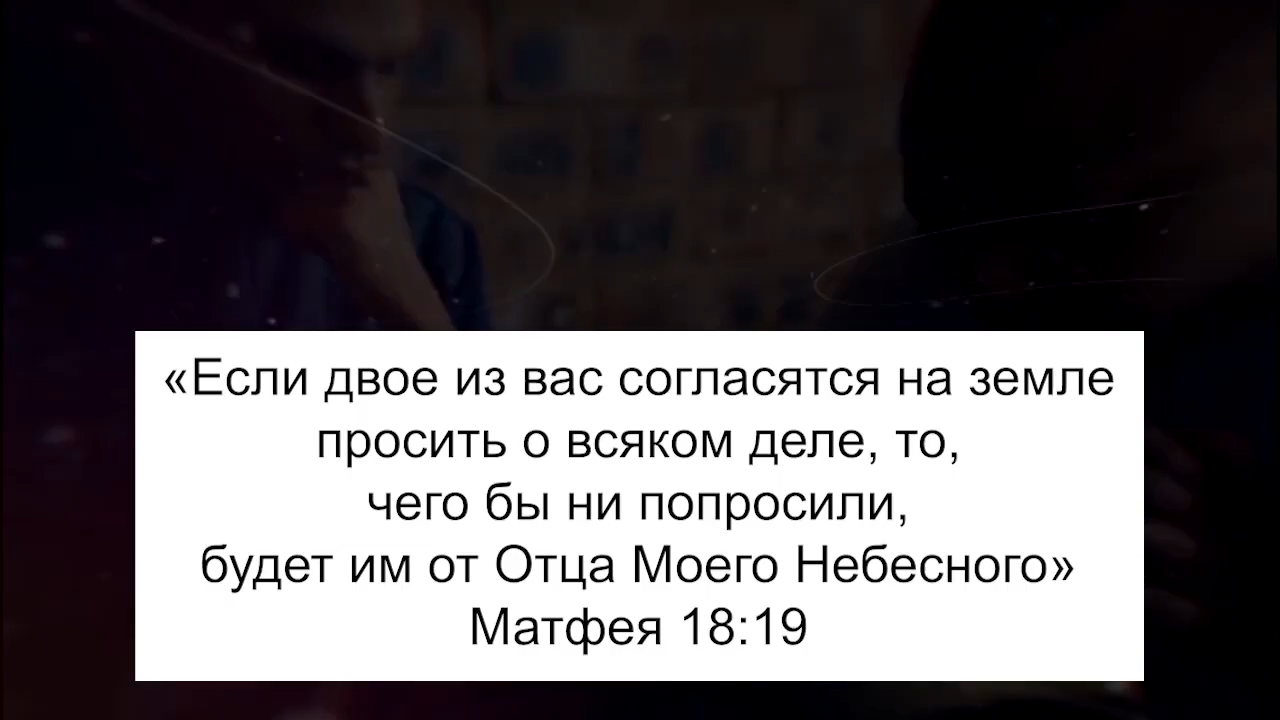 «Если двое из вас согласятся на земле
просить о всяком деле, то,
чего бы ни попросили,
будет им от Отца Моего Небесного»
Матфея 18:19